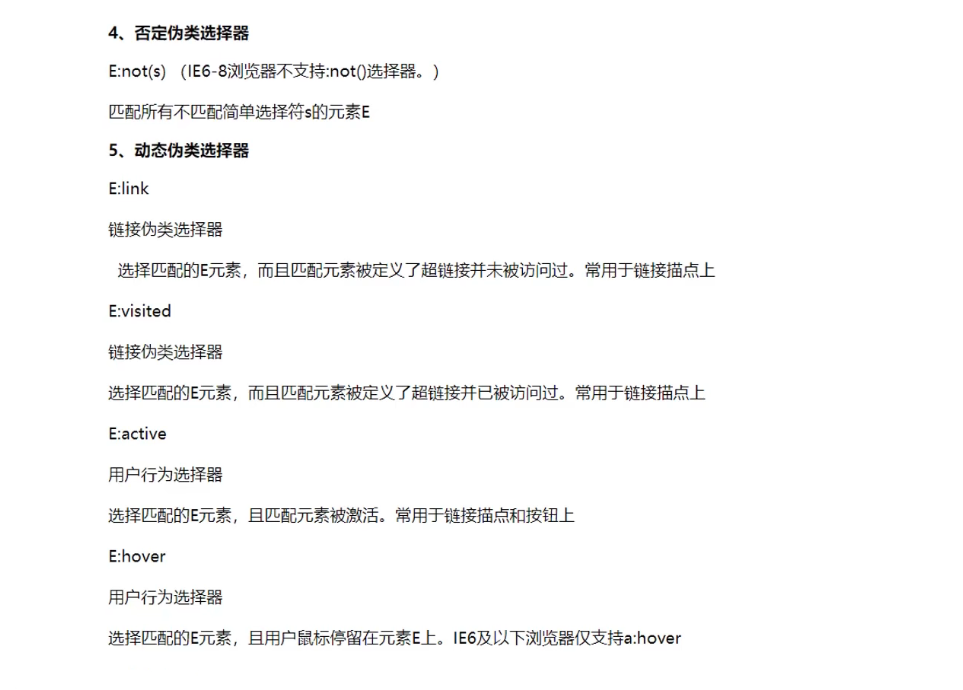 4、否定伪类选择器
E:not(s) （IE6-8浏览器不支持:not()选择器。）
匹配所有不匹配简单选择符s的元素E
5、动态伪类选择器
E:link
链接伪类选择器
选择匹配的E元素，而且匹配元素被定义了超链接并未被访问过。常用于链接描点上
E:visited
链接伪类选择器
选择匹配的E元素，而且匹配元素被定义了超链接并已被访问过。常用于链接描点上
E:active
用户行为选择器
选择匹配的E元素，且匹配元素被激活。常用于链接描点和按钮上
E:hover
用户行为选择器
选择匹配的E元素，且用户鼠标停留在元素E上。IE6及以下浏览器仅支持a:hover